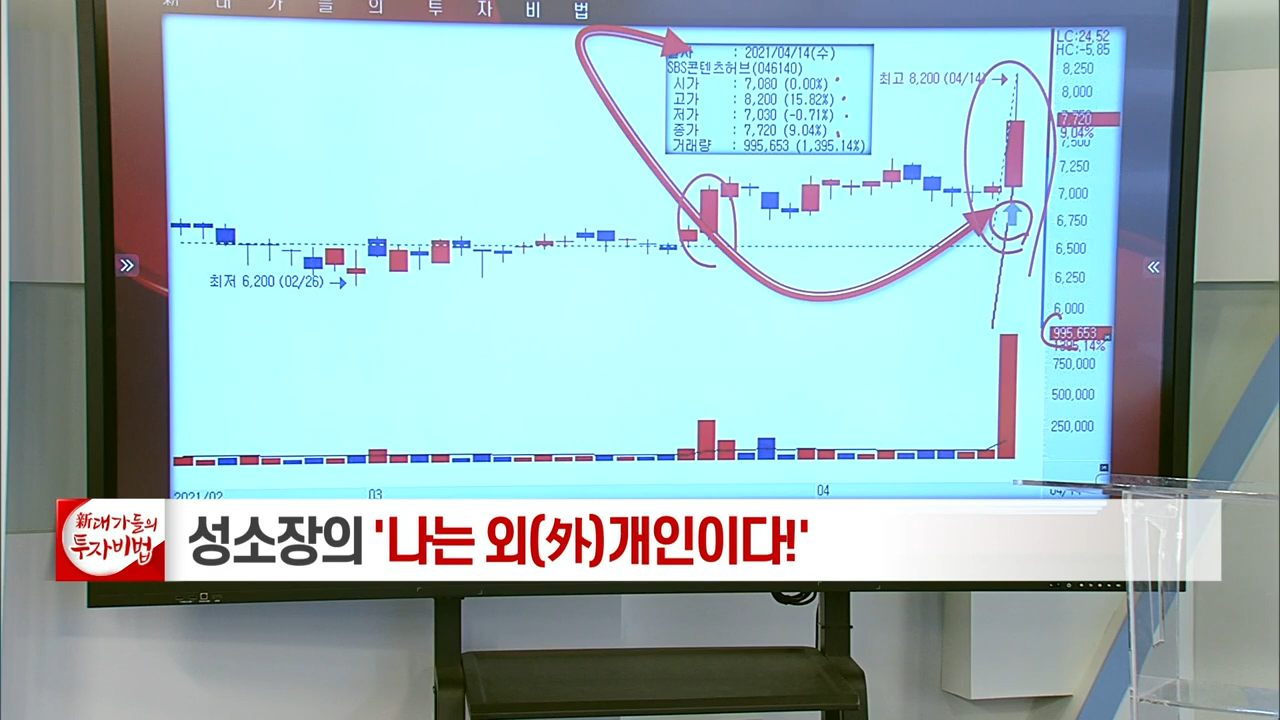 新 대 가 들 의 투 자 비 법
: 2021/04/14(수)
SBS콘텐츠허브(046140)
시가 : 7,080 (0.00%)
고가 : 8,200 (15.82%)
저가 : 7,030 (-0.71%)
종가 : 7,720 (9.04%)
거래량 : 995,653 (1,395.14%)
최고 8,200 (04/14)
LC:24.52
HC:-5.85
8,250
8,000
7,720
9.04%
7,500
7,250
7,000
6,750
6,500
6,250
6,000
최저 6,200 (02/26)
995,653
1395.14%
750,000
500,000
250,000
2021/02 03 04
新대가들의
투자비법
성소장의 '나는 외(外)개인이다!'